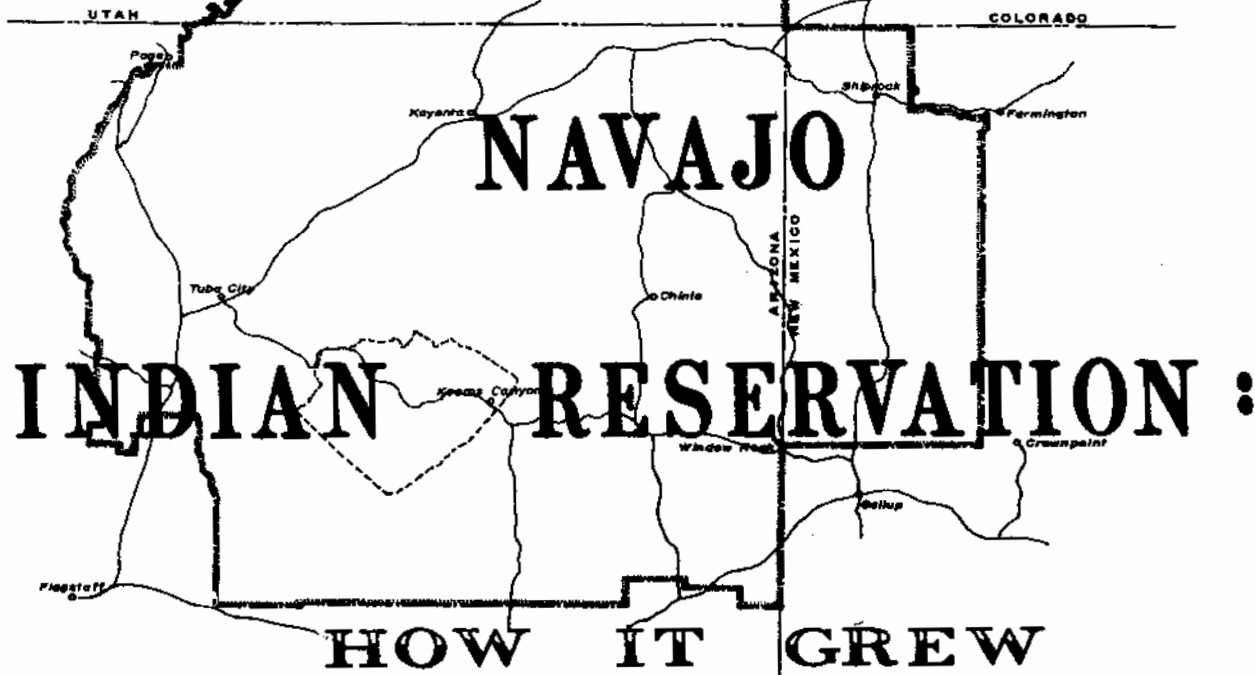 UTAH
COLORADO
Page
Shiprock
Kayenta
Farmington
NAVAJO
ARIZONA
NEW MEXICO
Tuba City
Chinle
INDIAN RESERVATION :
Keams Canyon
Window Rock
Crownpoint
Gallup
Flagstaff
HOW IT GREW